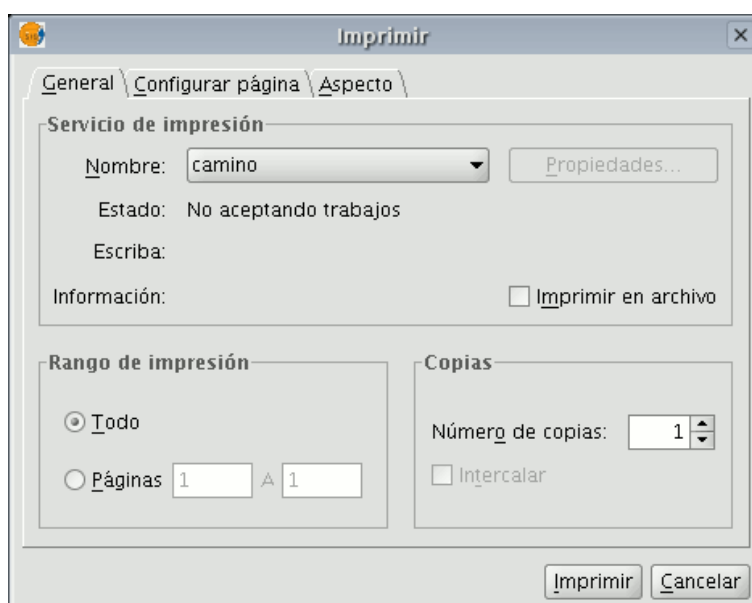 Imprimir
General Configurar página Aspecto
Servicio de impresión
Nombre: camino Propiedades...
Estado: No aceptando trabajos
Escriba:
Información: Imprimir en archivo
Rango de impresión Copias
Todo
Número de copias: 1
Páginas 1 A 1
Intercalar
Imprimir Cancelar